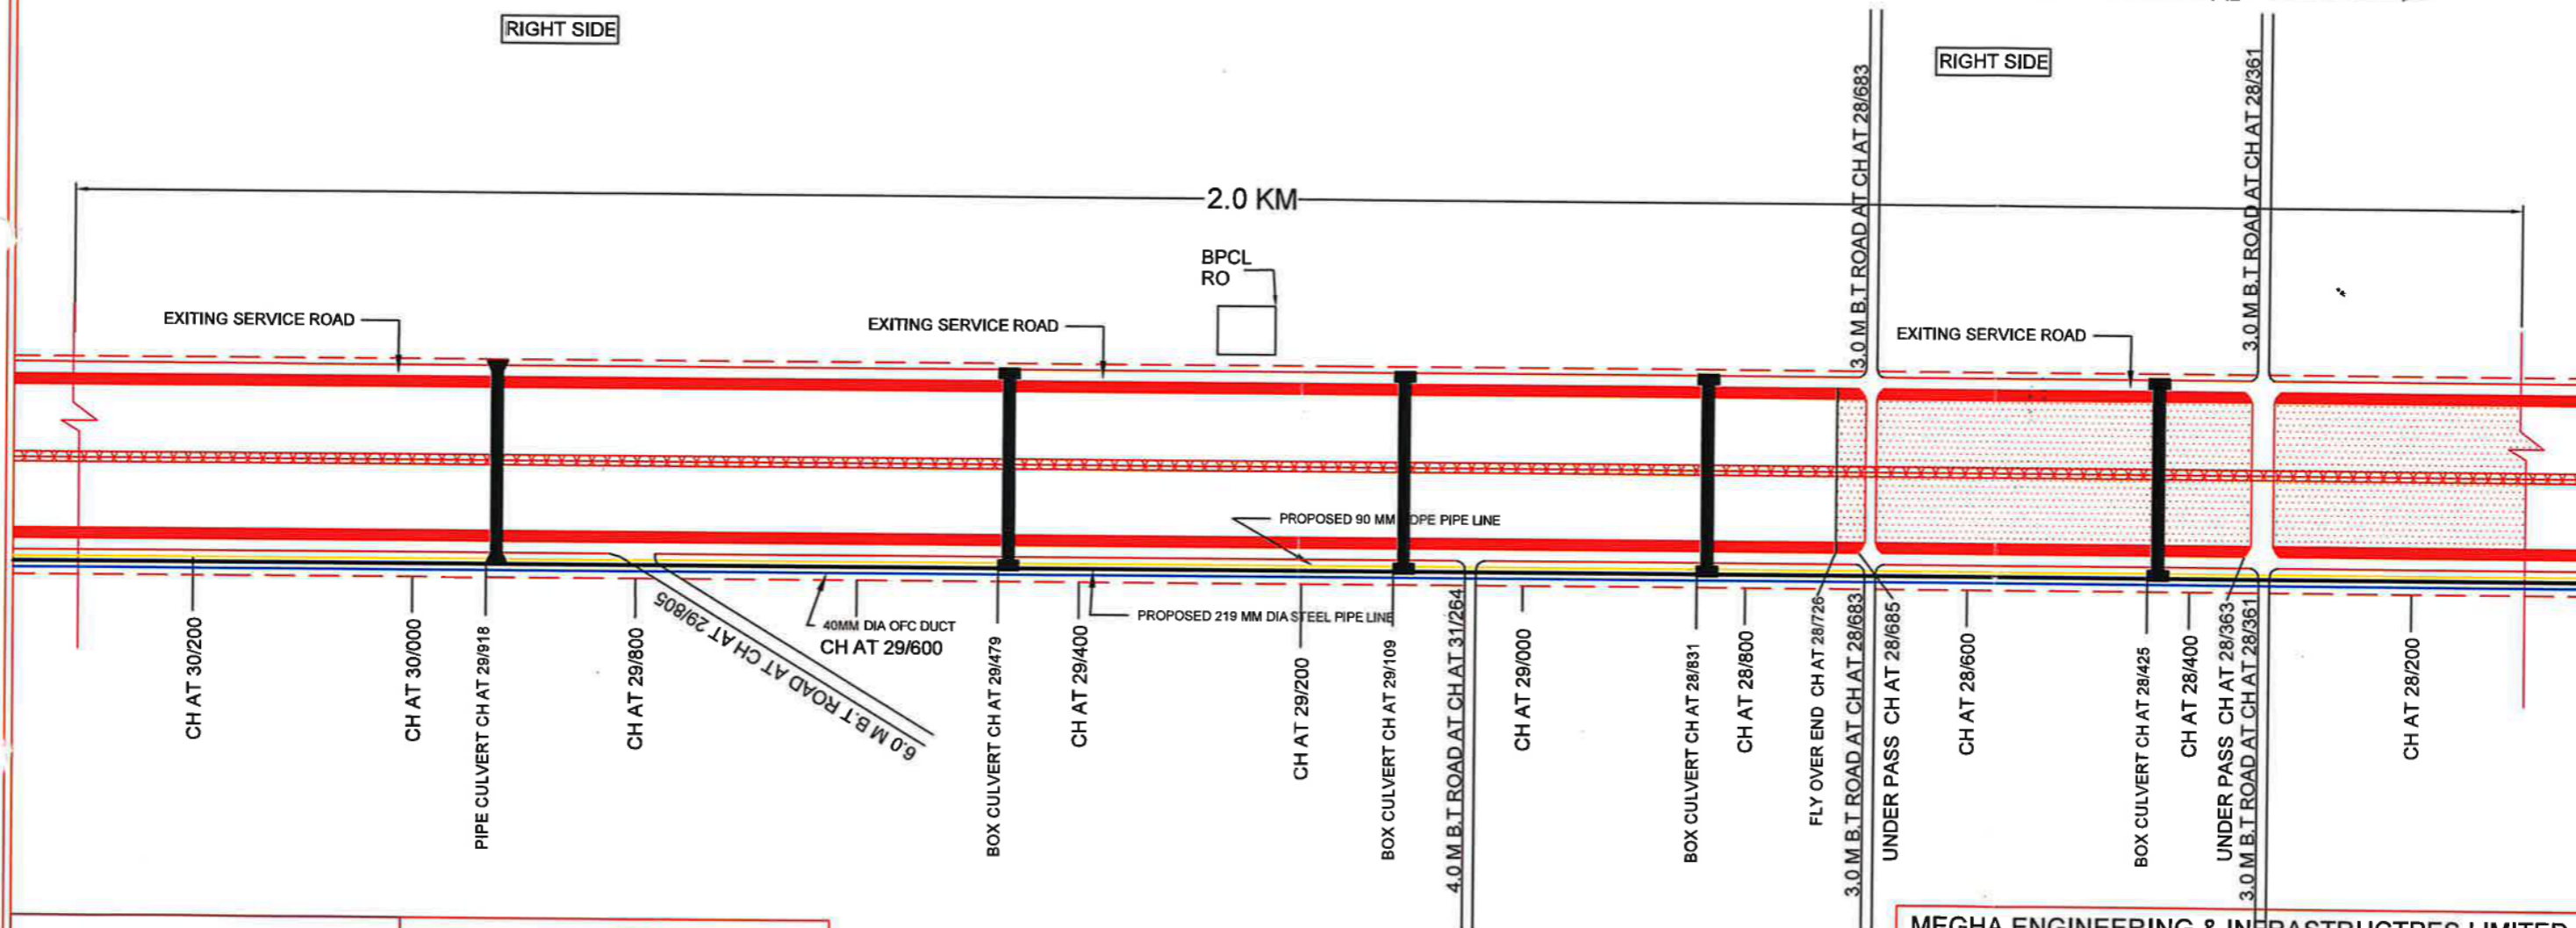 RIGHT SIDE
RIGHT SIDE
3.0 M B.T ROAD AT CH AT 28/683
3.0 M B.T ROAD AT CH AT 28/361
2.0 KM
BPCL
RO
EXITING SERVICE ROAD
EXITING SERVICE ROAD
EXITING SERVICE ROAD
PROPOSED 90 MM DPE PIPE LINE
PROPOSED 219 MM DIA STEEL PIPE LINE
40MM DIA OFC DUCT
CH AT 29/600
CH AT 30/200
CH AT 30/000
PIPE CULVERT CH AT 29/918
CH AT 29/800
6.0 M B.T ROAD AT CH AT 29/805
BOX CULVERT CH AT 29/479
CH AT 29/400
CH AT 29/200
BOX CULVERT CH AT 29/109
4.0 M B.T ROAD AT CH AT 31/264
CH AT 29/000
BOX CULVERT CH AT 28/831
CH AT 28/800
FLY OVER END CH AT 28/726
3.0 M B.T ROAD AT CH AT 28/683
UNDER PASS CH AT 28/685
CH AT 28/600
BOX CULVERT CH AT 28/425
CH AT 28/400
UNDER PASS CH AT 28/363
3.0 M B.T ROAD AT CH AT 28/361
CH AT 28/200
MEGHA ENGINEERING & INFRASTRUCTRES LIMITED